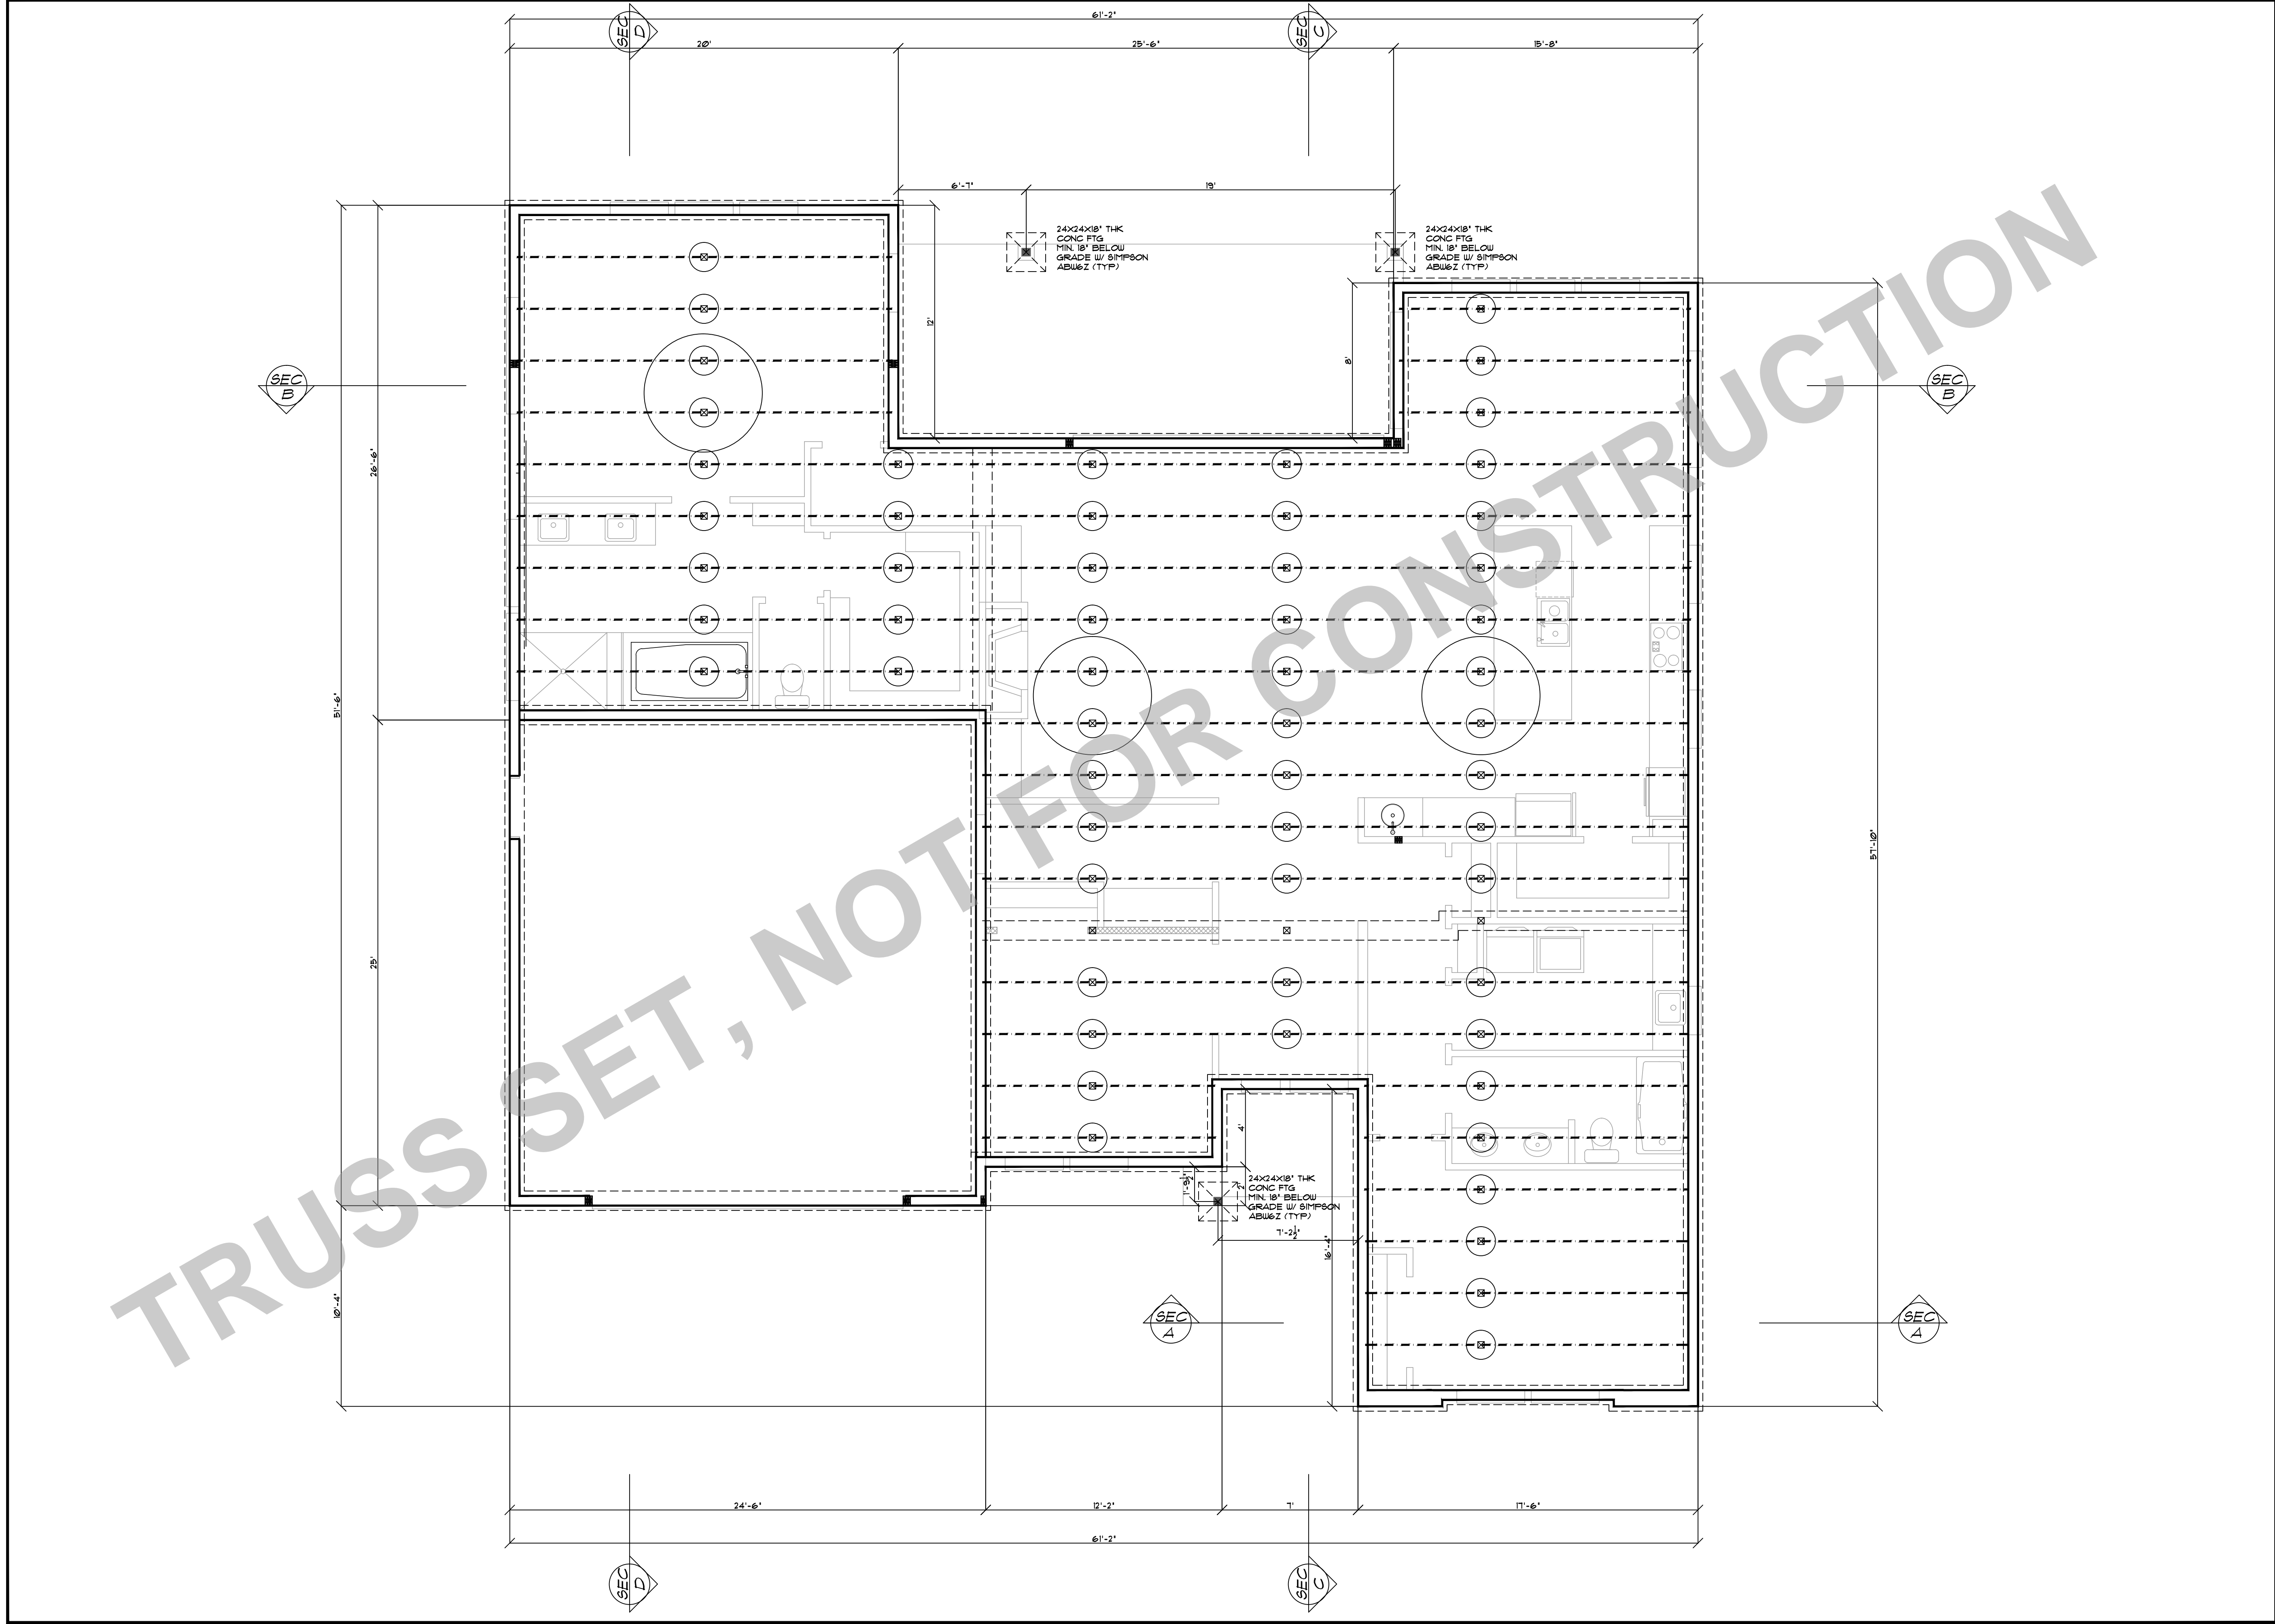 61'-2"
SEC
D
SEC
C
20'
25'-6"
15'-8"
6'-7"
19'
24X24X18" THK
CONC FTG
MIN. 18" BELOW
GRADE W/ SIMPSON
ABW6Z (TYP)
24X24X18" THK
CONC FTG
MIN. 18" BELOW
GRADE W/ SIMPSON
ABW6Z (TYP)
12'
8'
SEC
B
SEC
B
26'-6"
51'-6"
57'-10"
25'
TRUSS SET, NOT FOR CONSTRUCTION
4'
2'
24X24X18" THK
CONC FTG
MIN. 18" BELOW
GRADE W/ SIMPSON
ABW6Z (TYP)
7'-2 1/2"
16'-4"
10'-4"
SEC
A
SEC
A
24'-6"
12'-2"
7'
17'-6"
61'-2"
SEC
D
SEC
C